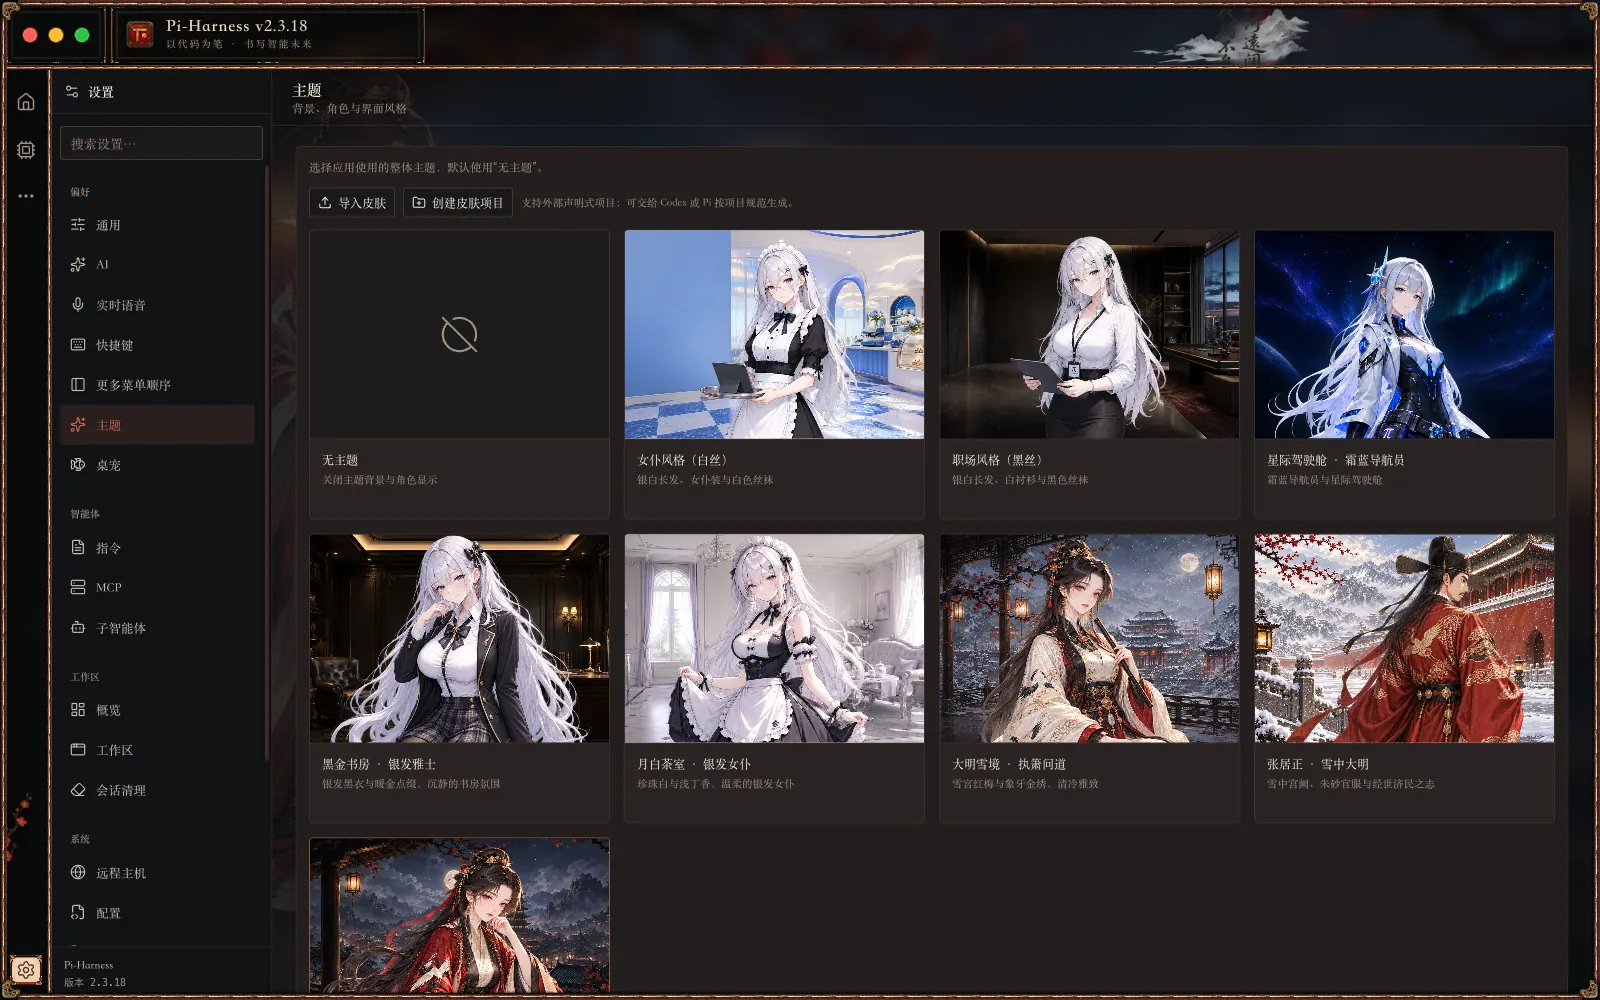 Pi-Harness v2.3.18
以代码为笔 · 书写智能未来
设置
搜索设置…
偏好
通用
AI
实时语音
快捷键
更多菜单顺序
主题
桌宠
智能体
指令
MCP
子智能体
工作区
概览
工作区
会话清理
系统
远程主机
配置
Pi-Harness
版本 2.3.18
主题
背景、角色与界面风格
选择应用使用的整体主题，默认使用“无主题”。
导入皮肤
创建皮肤项目
支持外部声明式项目；可交给 Codex 或 Pi 按项目规范生成。
无主题
关闭主题背景与角色显示
女仆风格（白丝）
银白长发、女仆装与白色丝袜
职场风格（黑丝）
银白长发、白衬衫与黑色丝袜
星际驾驶舱 · 霜蓝导航员
霜蓝导航员与星际驾驶舱
黑金书房 · 银发雅士
银发黑衣与暖金点缀，沉静的书房氛围
月白茶室 · 银发女仆
珍珠白与浅丁香，温柔的银发女仆
大明雪境 · 执箫问道
雪宫红梅与象牙金绣，清冷雅致
张居正 · 雪中大明
雪中宫阙、朱砂官服与经世济民之志